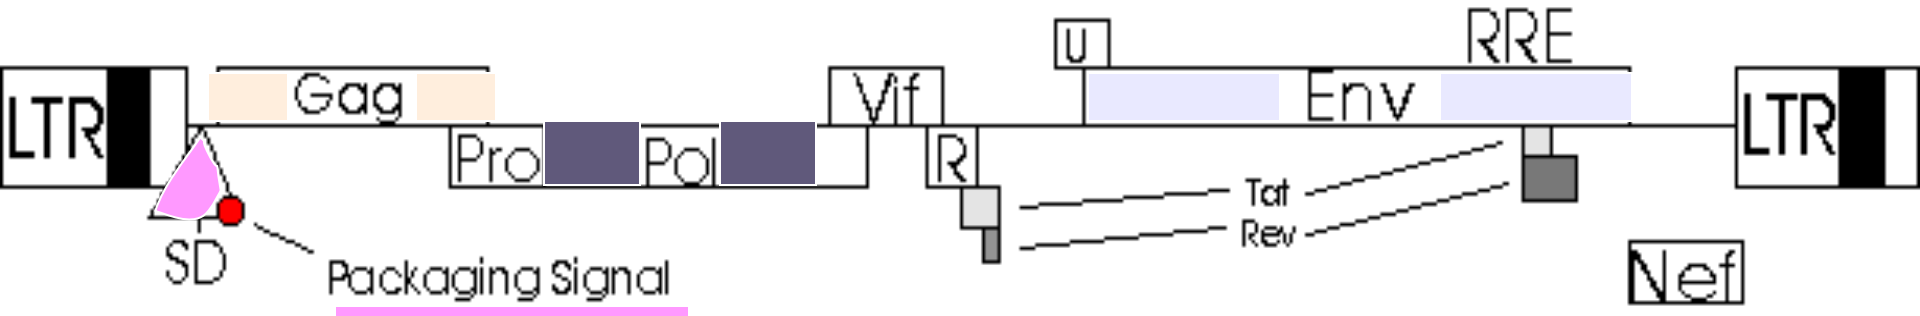 U
RRE
LTR
Gag
Vif
Env
LTR
Pro
Pol
R
Tat
Rev
SD
Packaging Signal
Nef